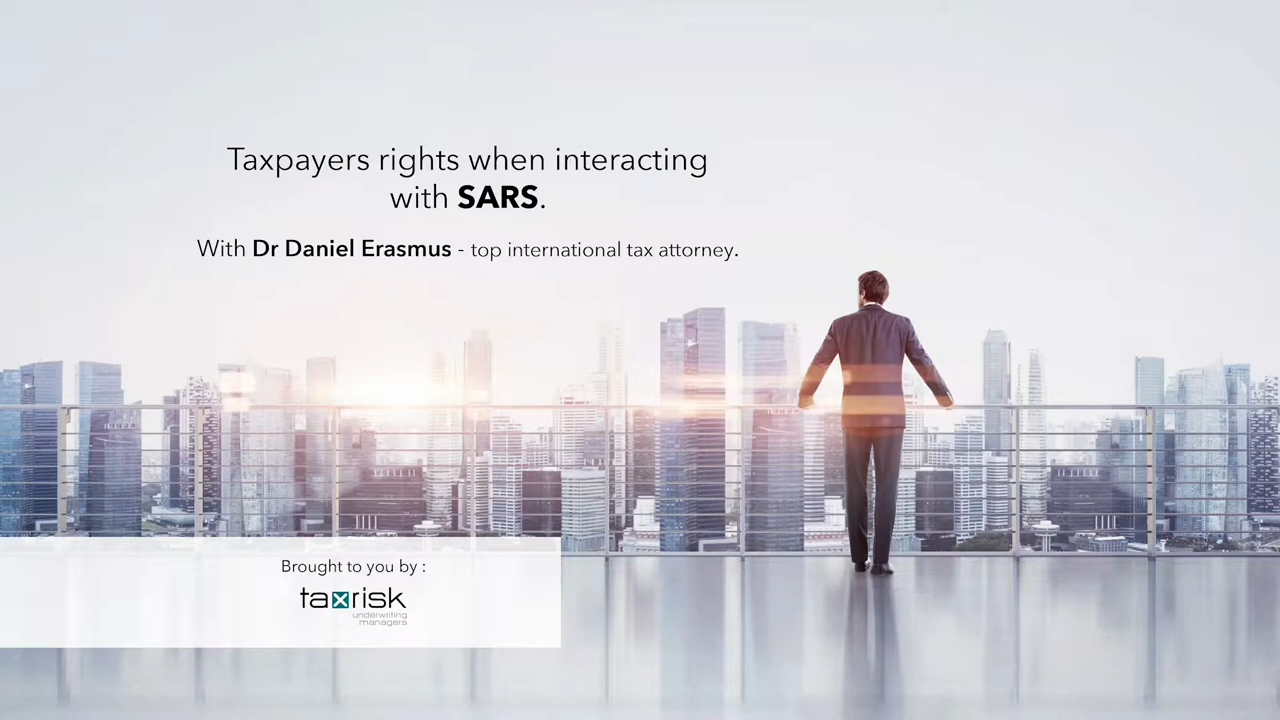 Taxpayers rights when interacting
with SARS.
With Dr Daniel Erasmus - top international tax attorney.
Brought to you by :
taxrisk
underwriting
managers